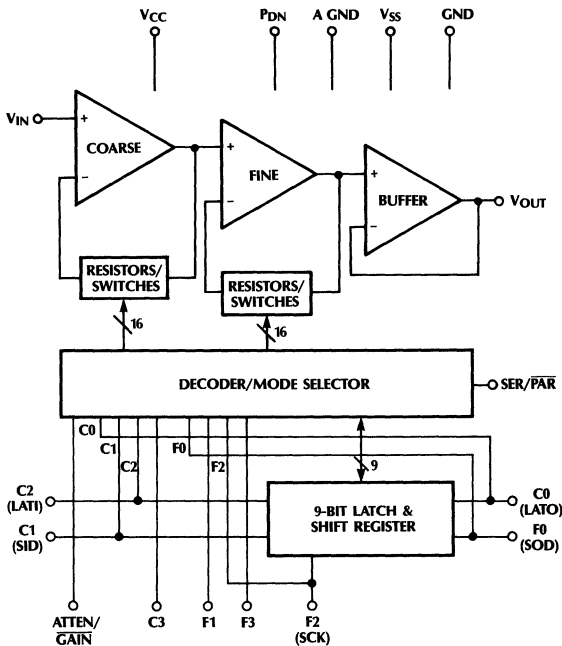 VCC
PDN
A GND
VSS
GND
VIN
+
−
COARSE
+
−
FINE
+
−
BUFFER
VOUT
RESISTORS/
SWITCHES
RESISTORS/
SWITCHES
16
16
DECODER/MODE SELECTOR
SER/PAR
C0
C1
C2
F0
F2
9
C2
(LATI)
C1
(SID)
9-BIT LATCH &
SHIFT REGISTER
C0
(LATO)
F0
(SOD)
ATTEN/
GAIN
C3
F1
F3
F2
(SCK)